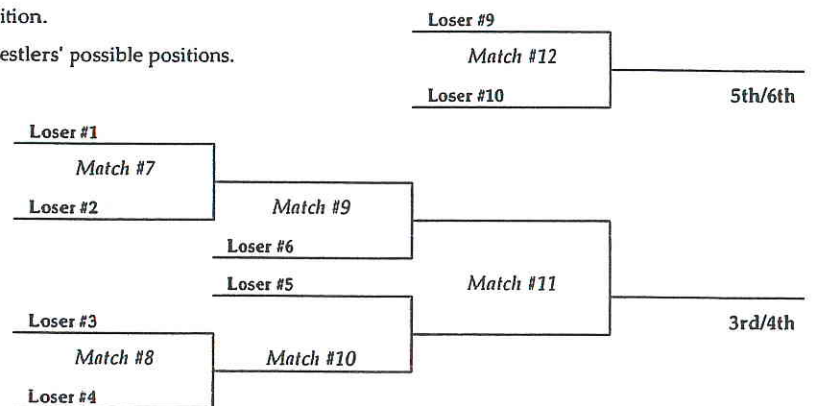 ition.
estlers' possible positions.
Loser #9
Match #12
Loser #10
5th/6th
Loser #1
Match #7
Loser #2
Match #9
Loser #6
Loser #5
Match #11
3rd/4th
Loser #3
Match #8
Match #10
Loser #4